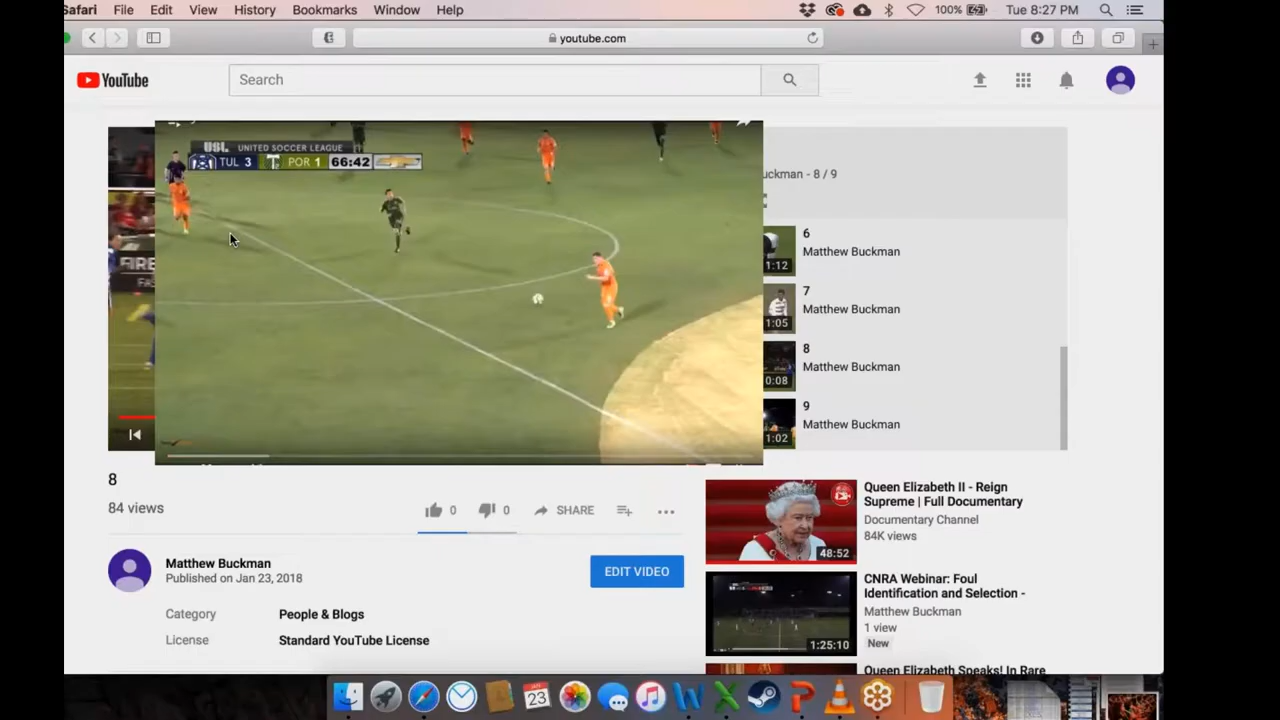 Safari File Edit View History Bookmarks Window Help 100% Tue 8:27 PM
youtube.com
YouTube Search
USL UNITED SOCCER LEAGUE
TUL 3 T POR 1 66:42
FIRE
FA
uckman - 8 / 9
6
Matthew Buckman
1:12
7
Matthew Buckman
1:05
8
Matthew Buckman
0:08
9
Matthew Buckman
1:02
8
84 views
0 0 SHARE
Matthew Buckman
Published on Jan 23, 2018
EDIT VIDEO
Category People & Blogs
License Standard YouTube License
Queen Elizabeth II - Reign
Supreme | Full Documentary
Documentary Channel
84K views
48:52
CNRA Webinar: Foul
Identification and Selection -
Matthew Buckman
1 view
New
1:25:10
Queen Elizabeth Speaks! In Rare
JAN
23